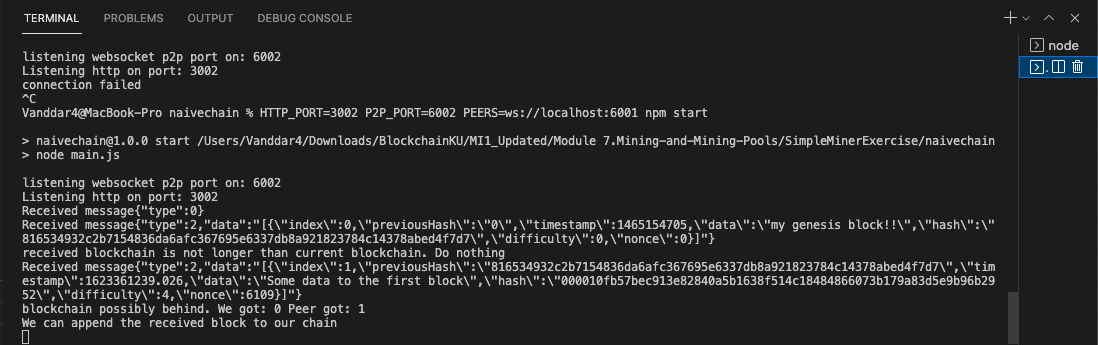 TERMINAL PROBLEMS OUTPUT DEBUG CONSOLE
node
listening websocket p2p port on: 6002
Listening http on port: 3002
connection failed
^C
Vanddar4@MacBook-Pro naivechain % HTTP_PORT=3002 P2P_PORT=6002 PEERS=ws://localhost:6001 npm start
> naivechain@1.0.0 start /Users/Vanddar4/Downloads/BlockchainKU/MI1_Updated/Module 7.Mining-and-Mining-Pools/SimpleMinerExercise/naivechain
> node main.js
listening websocket p2p port on: 6002
Listening http on port: 3002
Received message{"type":0}
Received message{"type":2,"data":"[{\"index\":0,\"previousHash\":\"0\",\"timestamp\":1465154705,\"data\":\"my genesis block!!\",\"hash\":\"
816534932c2b7154836da6afc367695e6337db8a921823784c14378abed4f7d7\",\"difficulty\":0,\"nonce\":0}]"}
received blockchain is not longer than current blockchain. Do nothing
Received message{"type":2,"data":"[{\"index\":1,\"previousHash\":\"816534932c2b7154836da6afc367695e6337db8a921823784c14378abed4f7d7\",\"tim
estamp\":1623361239.026,\"data\":\"Some data to the first block\",\"hash\":\"000010fb57bec913e82840a5b1638f514c18484866073b179a83d5e9b96b29
52\",\"difficulty\":4,\"nonce\":6109}]"}
blockchain possibly behind. We got: 0 Peer got: 1
We can append the received block to our chain